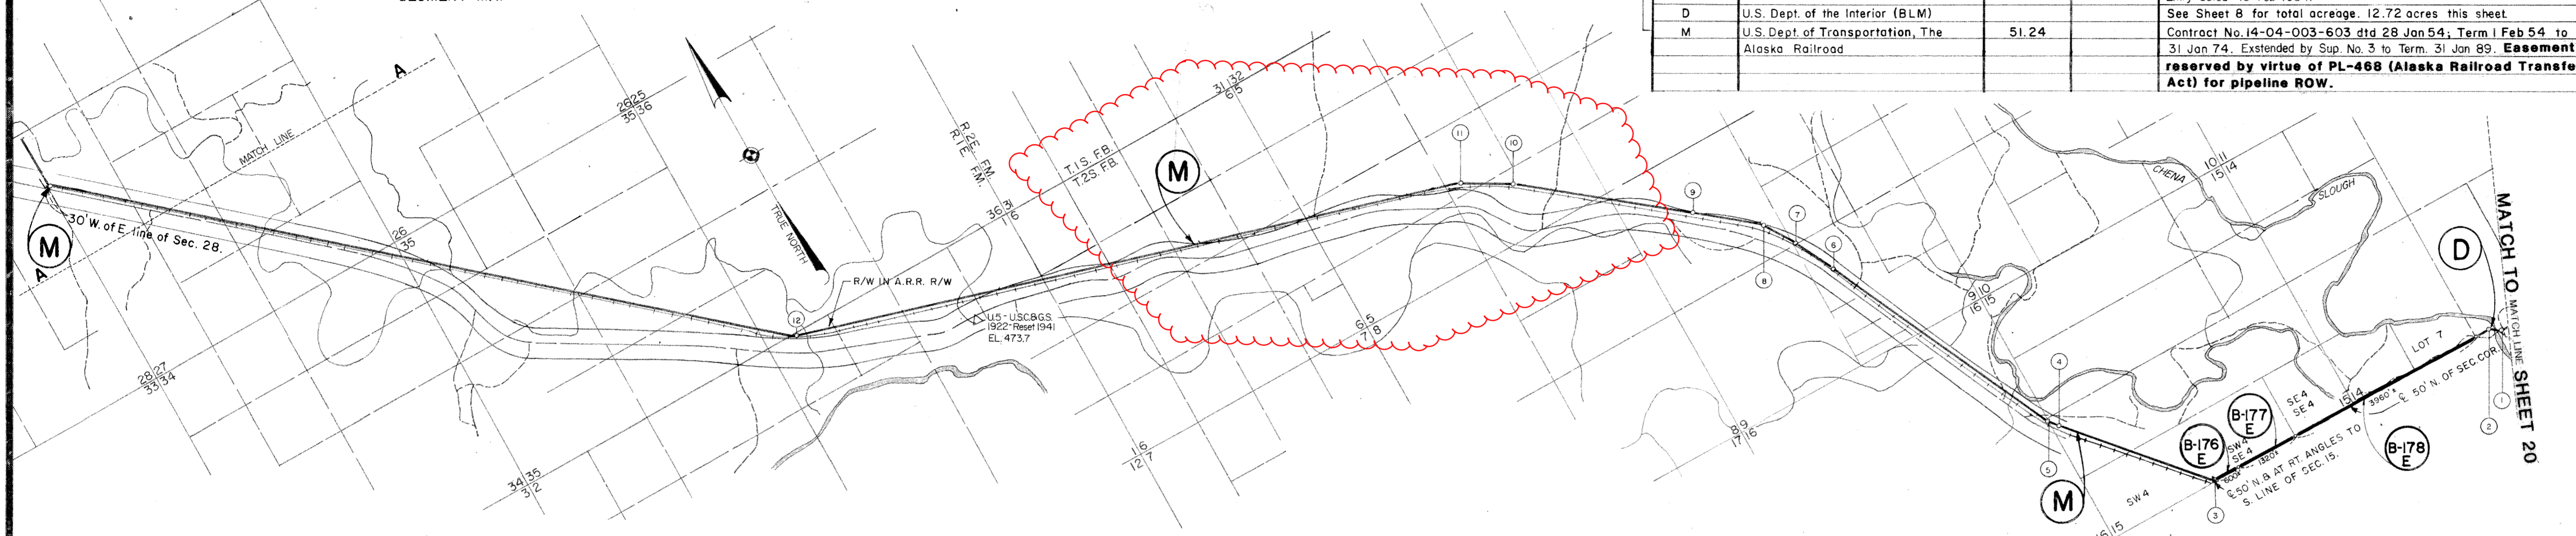 D U.S. Dept. of the Interior (BLM) See Sheet 8 for total acreage. 12.72 acres this sheet.
M U.S. Dept. of Transportation, The 51.24 Contract No. 14-04-003-603 dtd 28 Jan 54; Term 1 Feb 54 to
Alaska Railroad 31 Jan 74. Exstended by Sup. No. 3 to Term. 31 Jan 89. Easement
reserved by virtue of PL-468 (Alaska Railroad Transfe
Act) for pipeline ROW.
A
MATCH LINE
26 25
35 36
R.2E. F.M.
R.1E. F.M.
31 32
6 5
T.1S. F.B.
T.2S. F.B.
M
11
10
9
7
6
8
10 11
15 14
CHENA
SLOUGH
MATCH TO MATCH LINE SHEET 20
D
M
30' W. of E. line of Sec. 28.
A
26
35
TRUE NORTH
36 31
1 6
R/W IN A.R.R. R/W
12
U.5 - U.S.C.&G.S.
1922-Reset 1941
EL. 473.7
6 5
7 8
9 10
16 15
28 27
33 34
34 35
3 2
1 6
12 7
8 9
17 16
4
5
M
LOT 7
SE4
SE4
15 14
3960'±
℄ 50' N. OF SEC. COR.
1
2
B-177
E
B-176
E
SW4
SE4
600'±
1320'±
B-178
E
℄ 50' N. & AT RT. ANGLES TO
S. LINE OF SEC. 15.
SW4
3
16 15